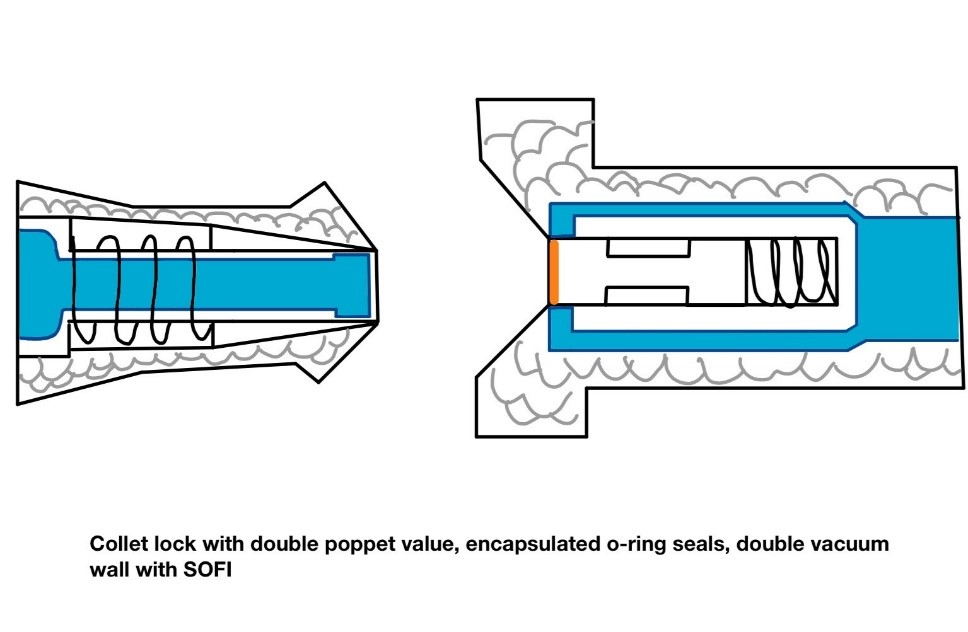 Collet lock with double poppet value, encapsulated o-ring seals, double vacuum
wall with SOFI